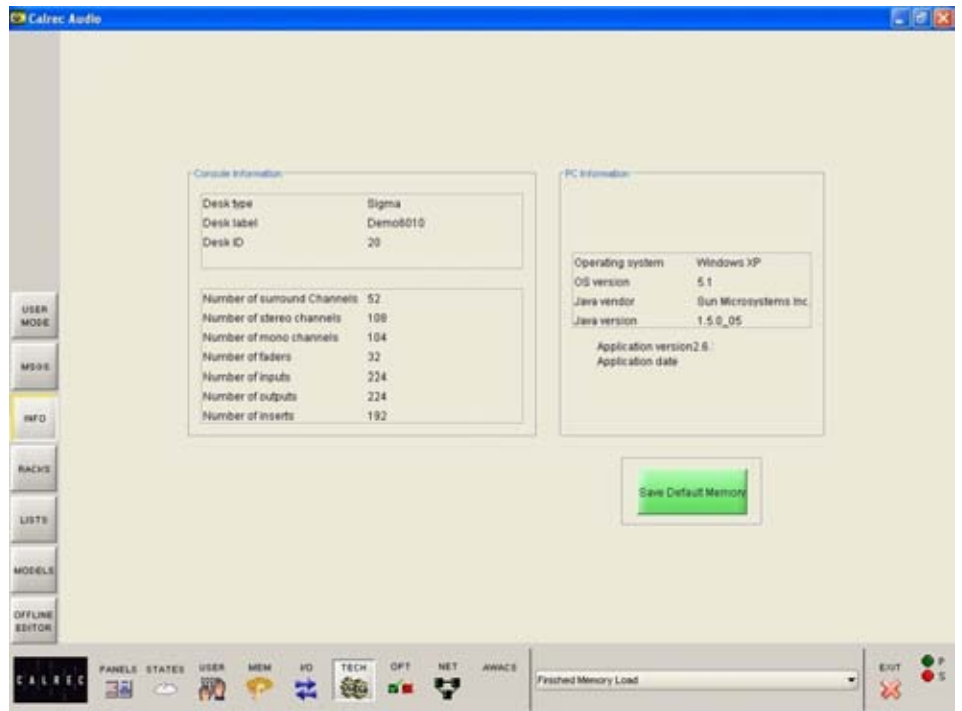 Calrec Audio
Console Information
Desk type Sigma
Desk label Demo6010
Desk ID 20
Number of surround Channels 52
Number of stereo channels 108
Number of mono channels 104
Number of faders 32
Number of inputs 224
Number of outputs 224
Number of inserts 192
PC Information
Operating system Windows XP
OS version 5.1
Java vendor Sun Microsystems Inc.
Java version 1.5.0_05
Application version2.6.
Application date
Save Default Memory
USER MODE
MSGS
INFO
RACKS
LISTS
MODELS
OFFLINE EDITOR
CALREC
PANELS STATES USER MEM I/O TECH OPT NET AWACS
Finished Memory Load
EXIT
P
S